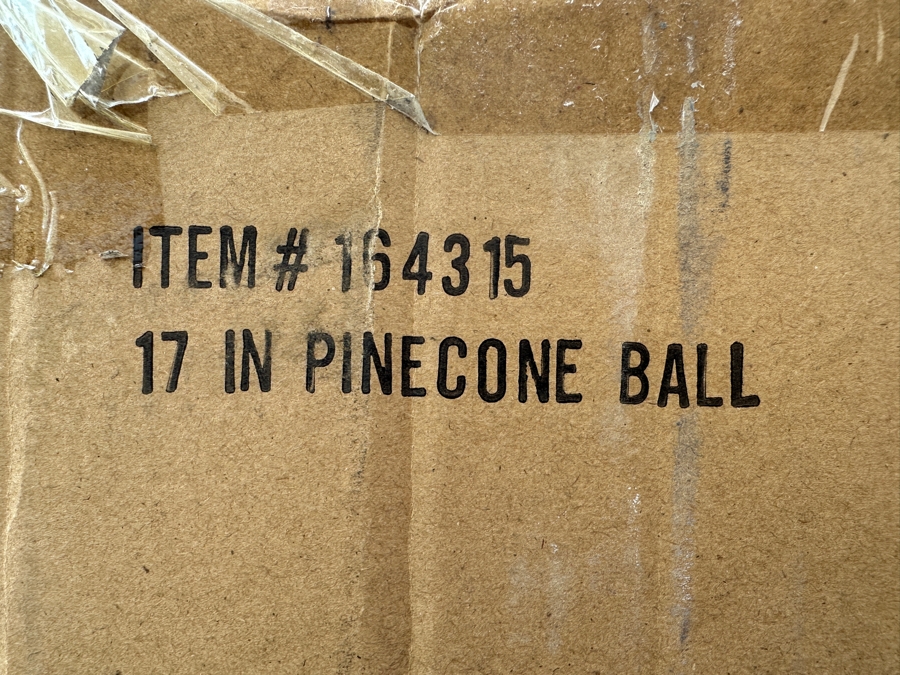 ITEM # 164315
17 IN PINECONE BALL